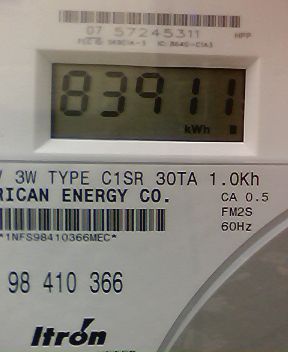 07 57245311
83911
kWh
V 3W TYPE C1SR 30TA 1.0Kh
RICAN ENERGY CO.
CA 0.5
FM2S
60Hz
*1NFS98410366MEC*
98 410 366
Itron